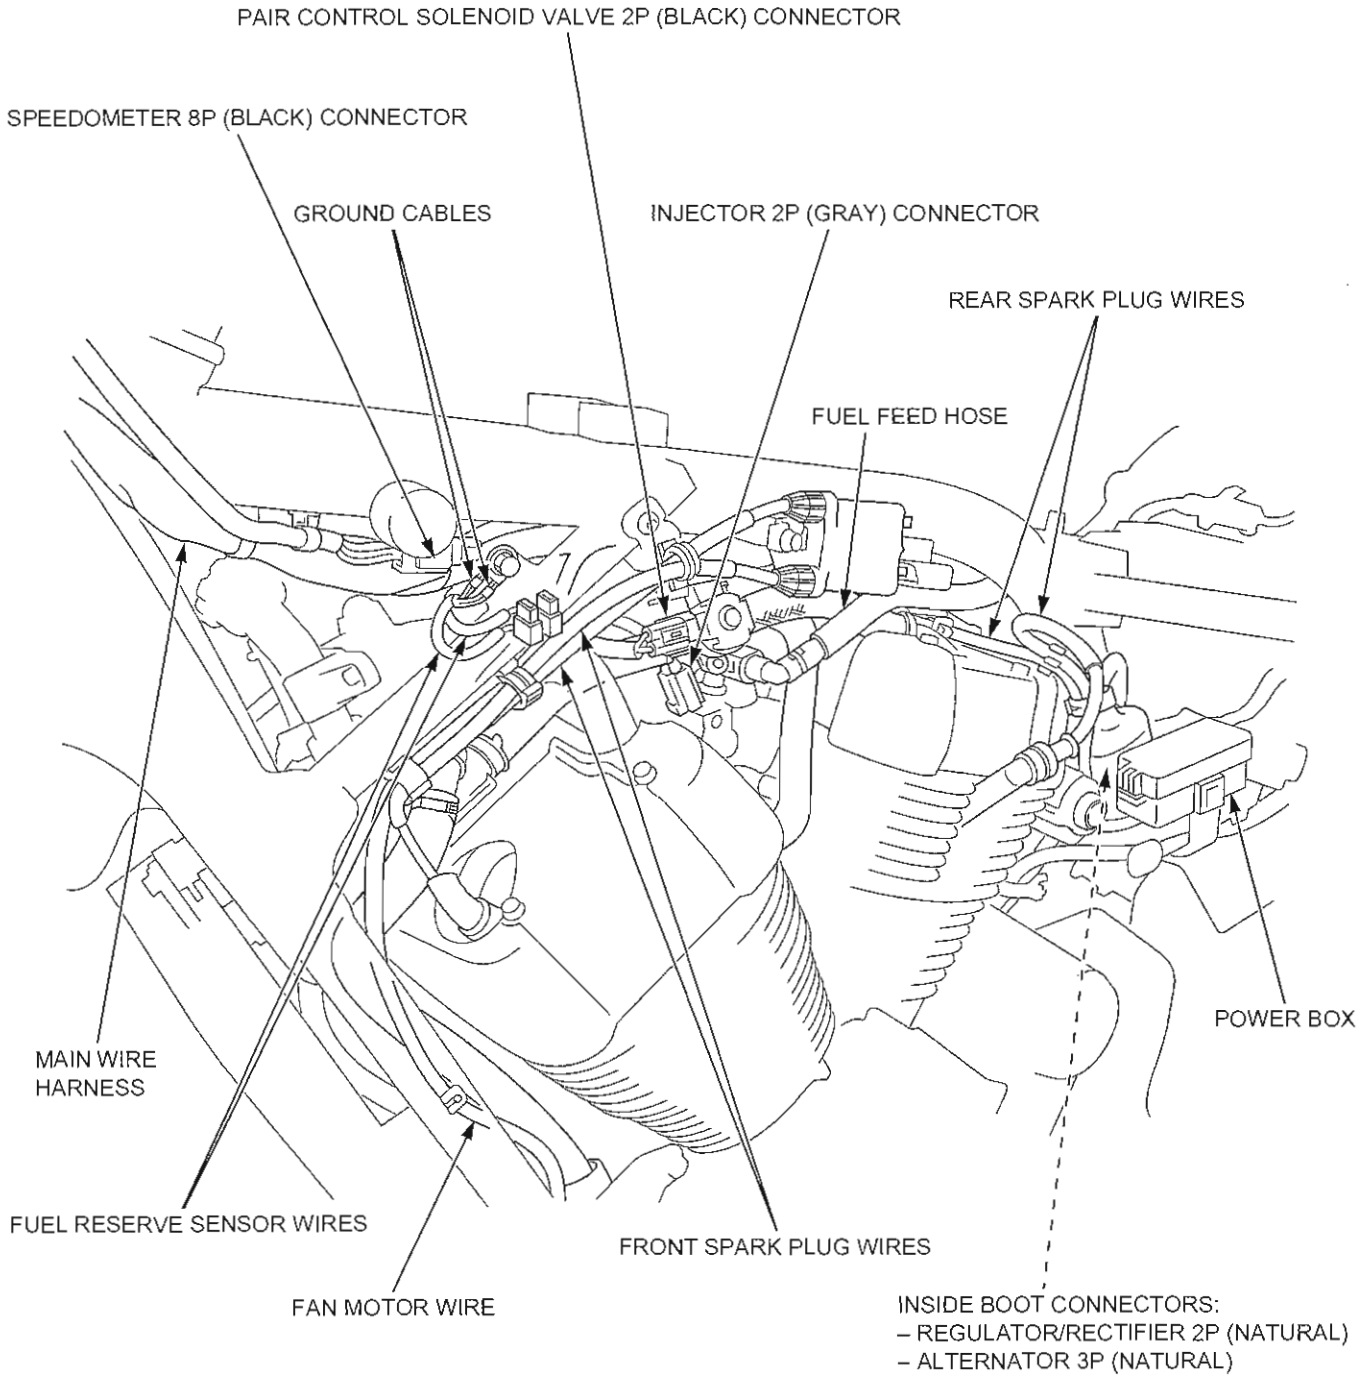 PAIR CONTROL SOLENOID VALVE 2P (BLACK) CONNECTOR
SPEEDOMETER 8P (BLACK) CONNECTOR
GROUND CABLES
INJECTOR 2P (GRAY) CONNECTOR
REAR SPARK PLUG WIRES
FUEL FEED HOSE
POWER BOX
MAIN WIRE
HARNESS
FUEL RESERVE SENSOR WIRES
FRONT SPARK PLUG WIRES
FAN MOTOR WIRE
INSIDE BOOT CONNECTORS:
– REGULATOR/RECTIFIER 2P (NATURAL)
– ALTERNATOR 3P (NATURAL)